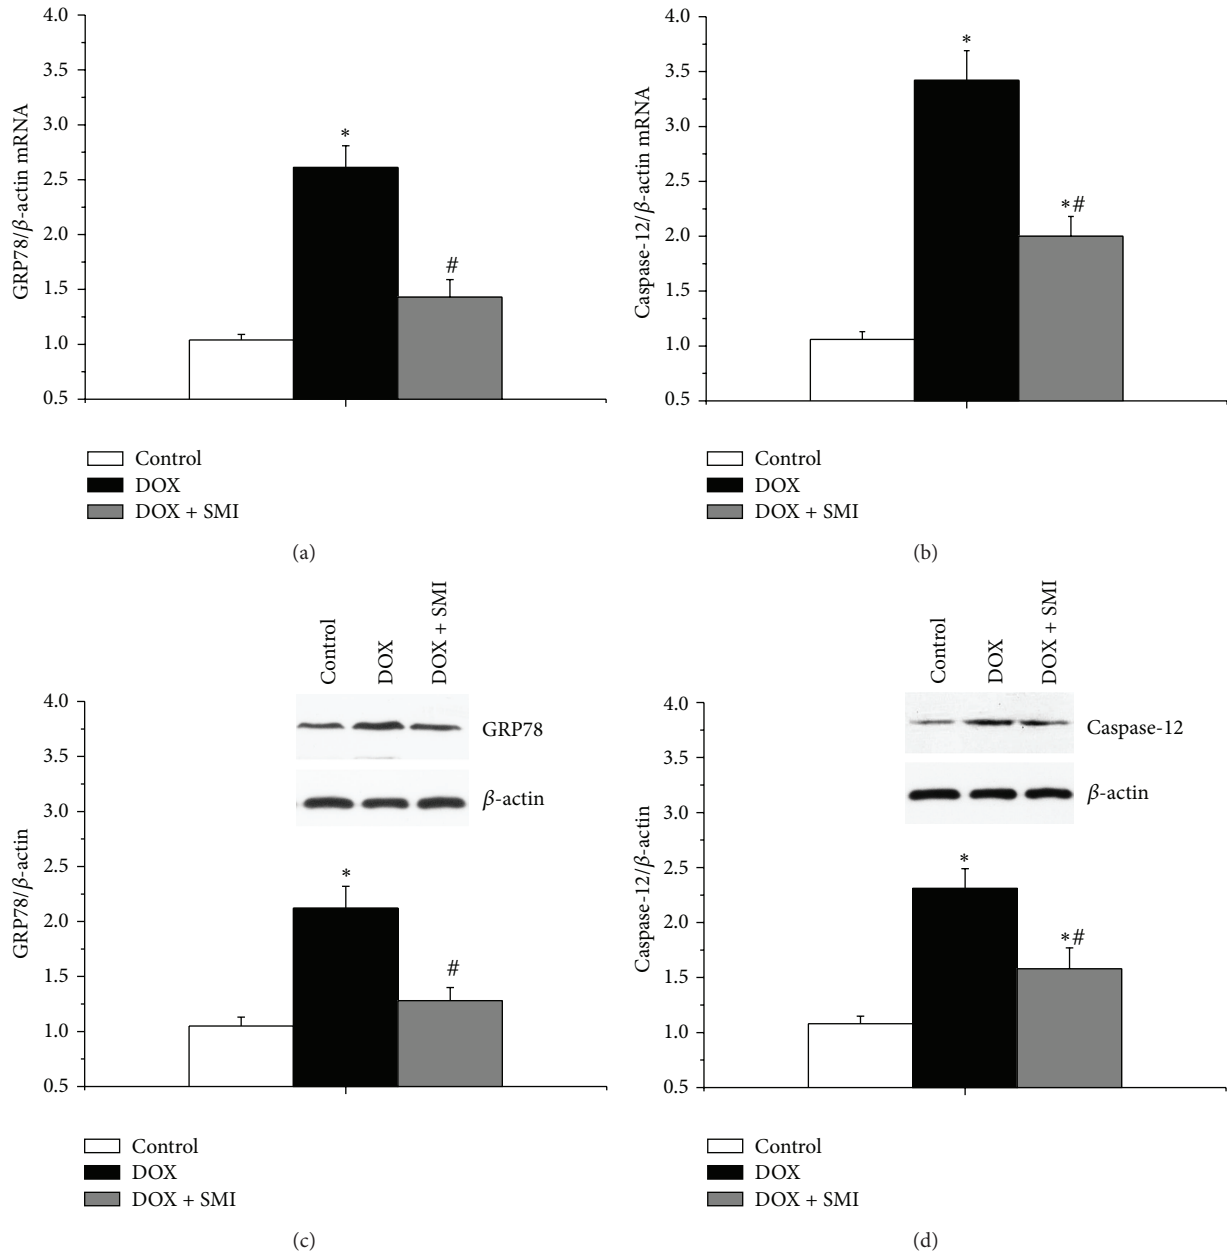 4.0
3.5
3.0
2.5
2.0
1.5
1.0
0.5
GRP78/β-actin mRNA
*
#
Control
DOX
DOX + SMI
(a)
4.0
3.5
3.0
2.5
2.0
1.5
1.0
0.5
Caspase-12/β-actin mRNA
*
*#
Control
DOX
DOX + SMI
(b)
Control
DOX
DOX + SMI
GRP78
β-actin
4.0
3.5
3.0
2.5
2.0
1.5
1.0
0.5
GRP78/β-actin
*
#
Control
DOX
DOX + SMI
(c)
Control
DOX
DOX + SMI
Caspase-12
β-actin
4.0
3.5
3.0
2.5
2.0
1.5
1.0
0.5
Caspase-12/β-actin
*
*#
Control
DOX
DOX + SMI
(d)